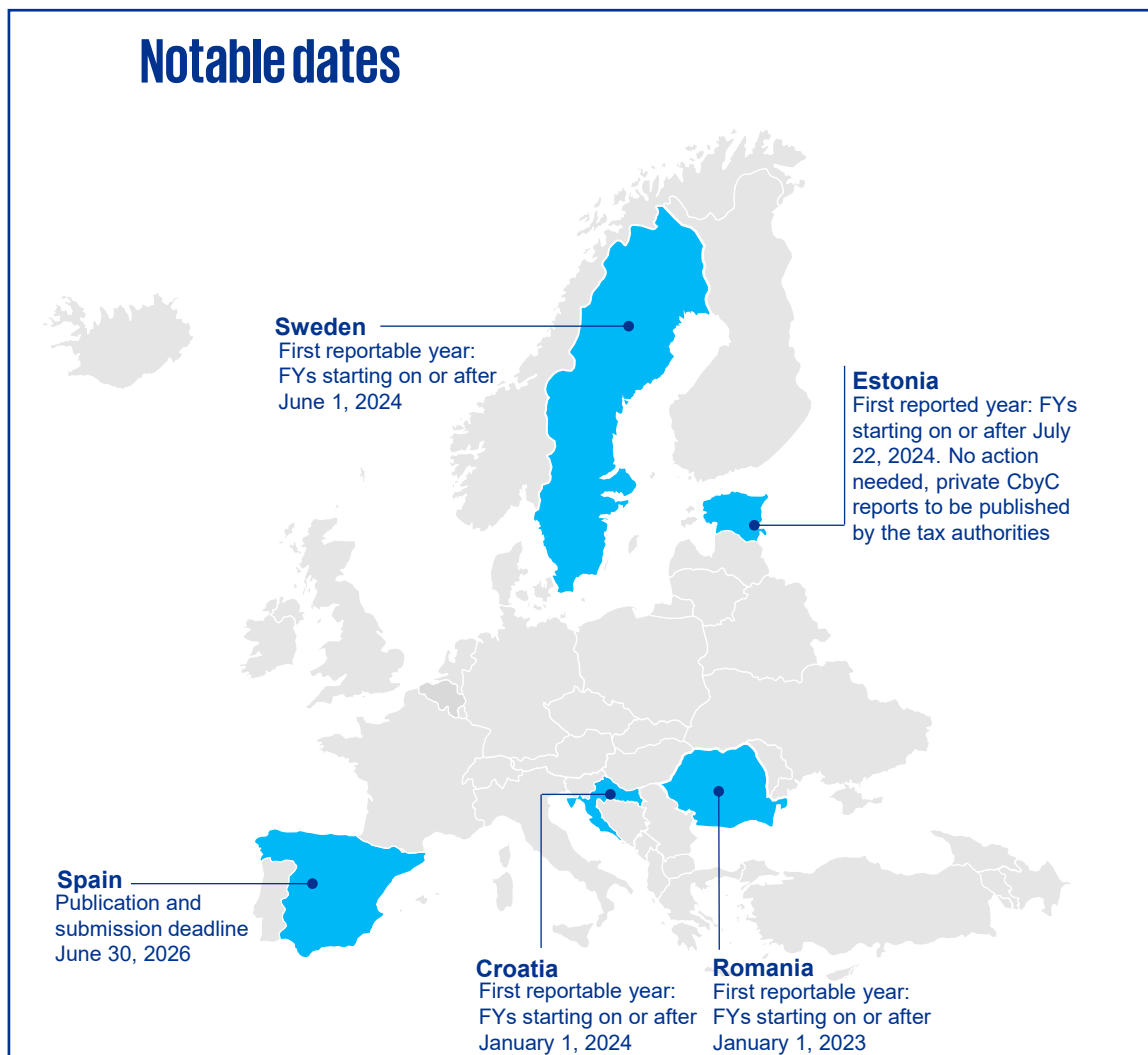 Notable dates
Sweden
First reportable year:
FYs starting on or after
June 1, 2024
Estonia
First reported year: FYs
starting on or after July
22, 2024. No action
needed, private CbyC
reports to be published
by the tax authorities
Spain
Publication and
submission deadline
June 30, 2026
Croatia
First reportable year:
FYs starting on or after
January 1, 2024
Romania
First reportable year:
FYs starting on or after
January 1, 2023